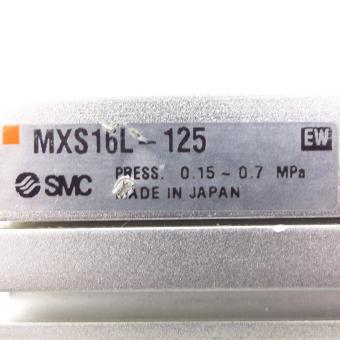 MXS16L-125 EW
SMC PRESS. 0.15~0.7 MPa
MADE IN JAPAN